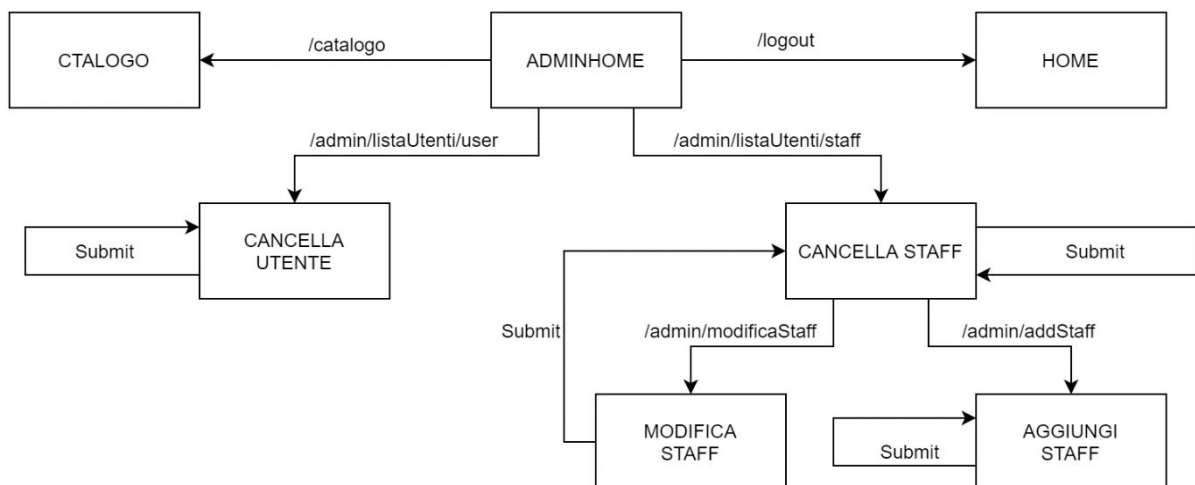 /catalogo
/logout
CTALOGO
ADMINHOME
HOME
/admin/listaUtenti/user
/admin/listaUtenti/staff
Submit
CANCELLA
UTENTE
CANCELLA STAFF
Submit
Submit
/admin/modificaStaff
/admin/addStaff
MODIFICA
STAFF
Submit
AGGIUNGI
STAFF